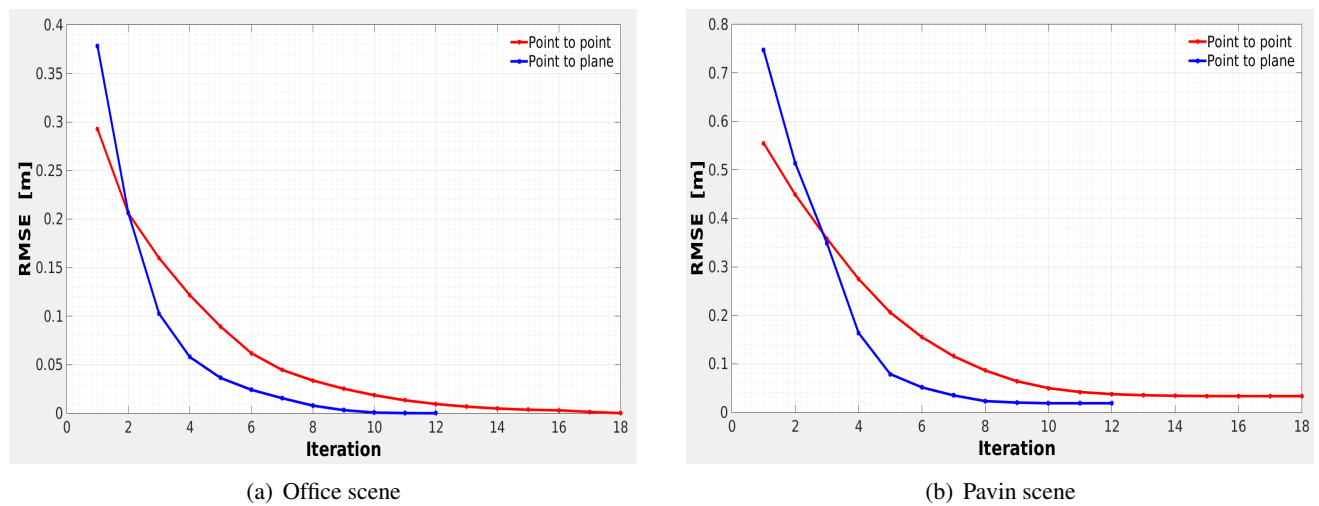 0.4
0.35
0.3
0.25
0.2
0.15
0.1
0.05
0
RMSE [m]
Point to point
Point to plane
0 2 4 6 8 10 12 14 16 18
Iteration
(a) Office scene
0.8
0.7
0.6
0.5
0.4
0.3
0.2
0.1
0
RMSE [m]
Point to point
Point to plane
0 2 4 6 8 10 12 14 16 18
Iteration
(b) Pavin scene